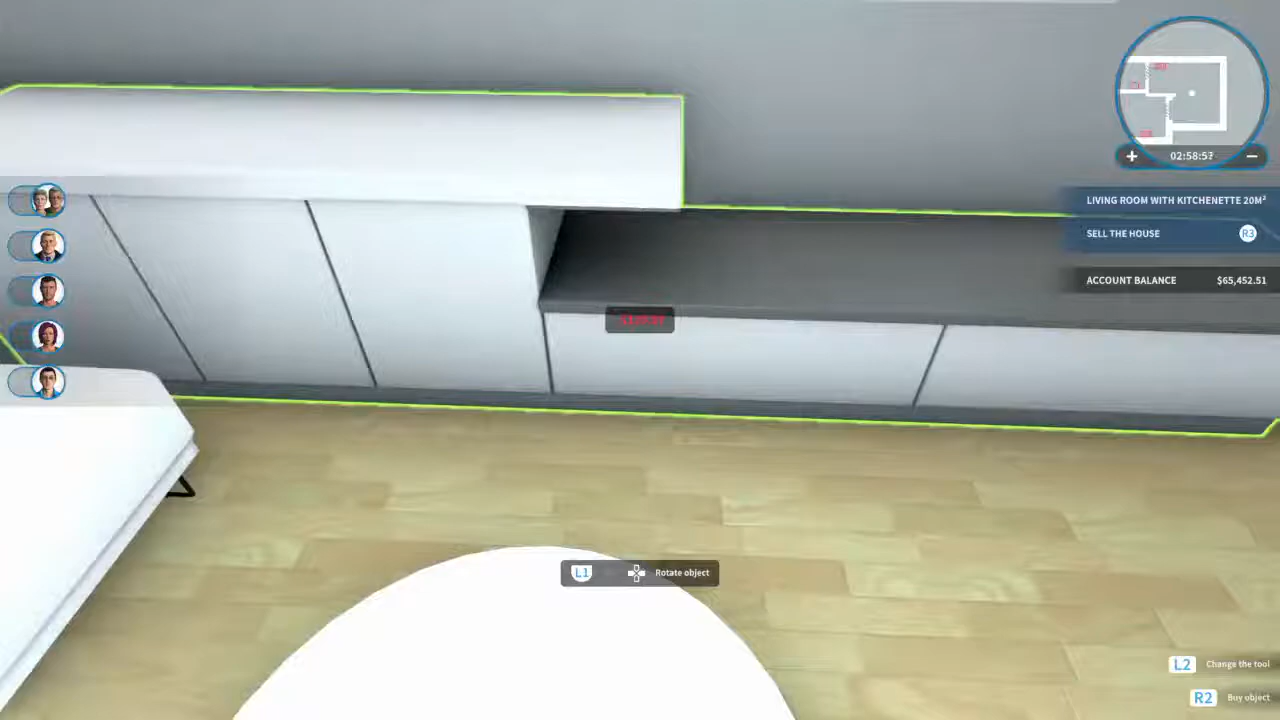 02:58:57
LIVING ROOM WITH KITCHENETTE 20M²
SELL THE HOUSE R3
ACCOUNT BALANCE $65,452.51
L1 Rotate object
L2 Change the tool
R2 Buy object